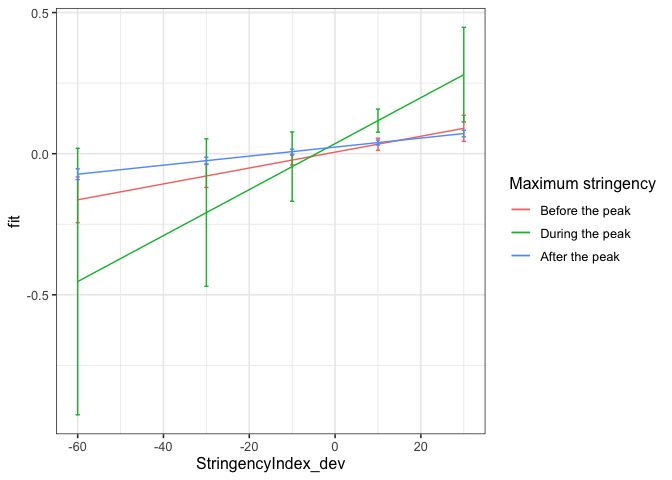 0.5
0.0
-0.5
fit
-60
-40
-20
0
20
StringencyIndex_dev
Maximum stringency
Before the peak
During the peak
After the peak